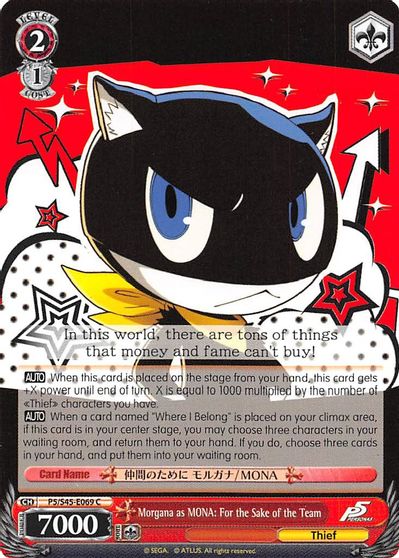 LEVEL
2
1
COST
In this world, there are tons of things
that money and fame can't buy!
AUTO When this card is placed on the stage from your hand, this card gets
+X power until end of turn. X is equal to 1000 multiplied by the number of
«Thief» characters you have.
AUTO When a card named "Where I Belong" is placed on your climax area,
if this card is in your center stage, you may choose three characters in your
waiting room, and return them to your hand. If you do, choose three cards
in your hand, and put them into your waiting room.
Card Name 仲間のために モルガナ/MONA
CH P5/S45-E069 C
7000
Morgana as MONA: For the Sake of the Team
P5 PERSONA5
Thief
© SEGA. © ATLUS. All rights reserved.